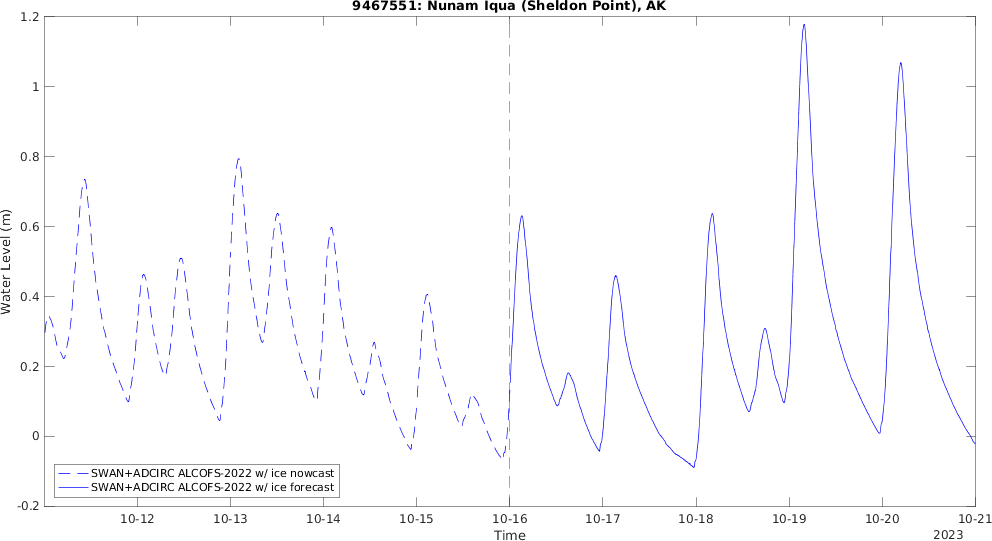 9467551: Nunam Iqua (Sheldon Point), AK
Water Level (m)
1.2
1
0.8
0.6
0.4
0.2
0
-0.2
SWAN+ADCIRC ALCOFS-2022 w/ ice nowcast
SWAN+ADCIRC ALCOFS-2022 w/ ice forecast
10-12 10-13 10-14 10-15 10-16 10-17 10-18 10-19 10-20 10-21
Time
2023